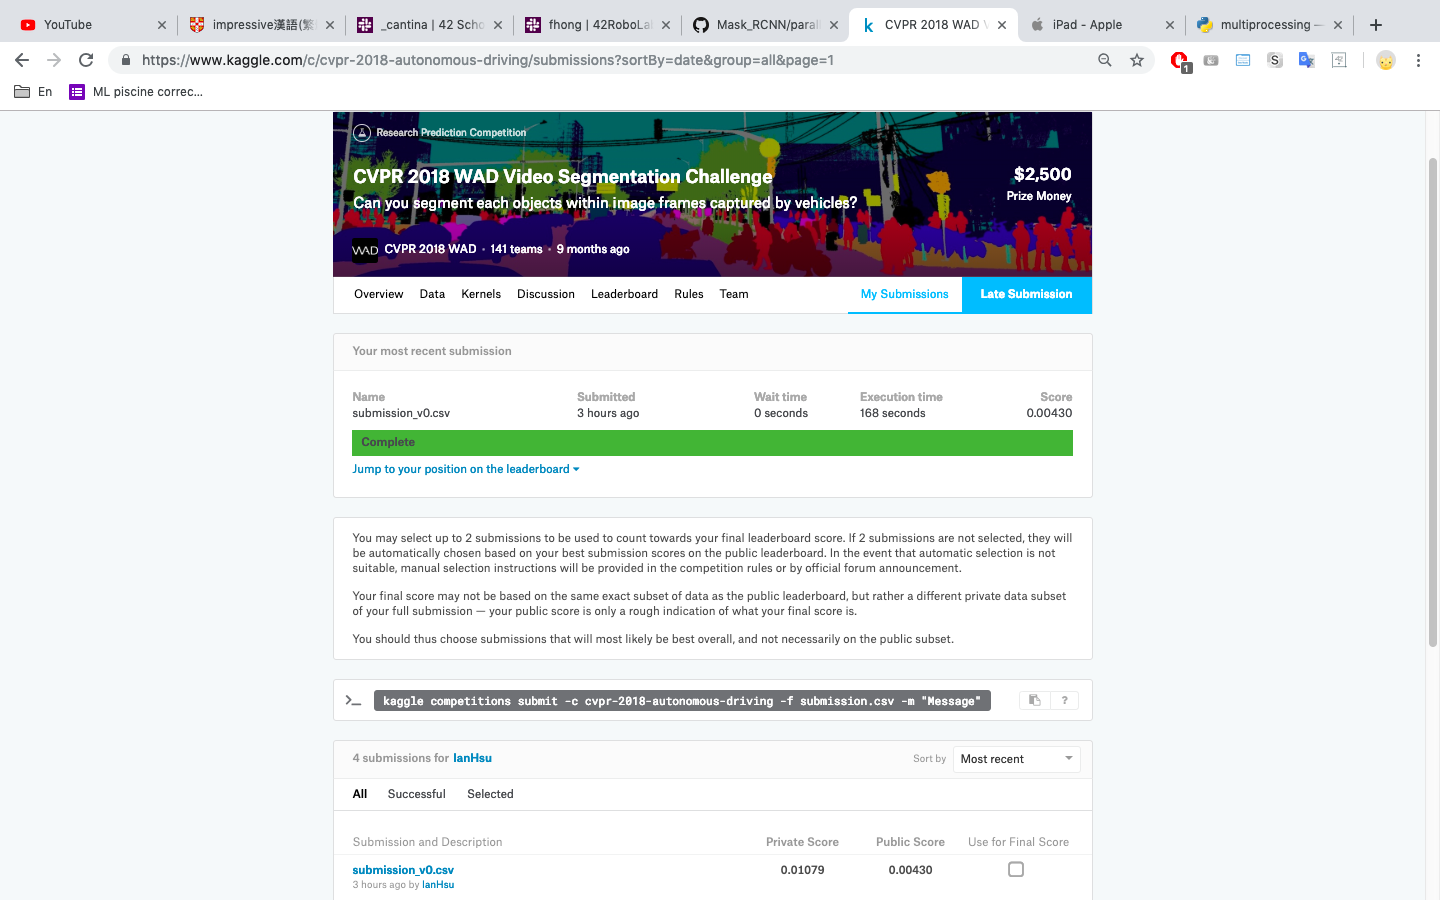 YouTube
impressive漢語(繁
_cantina | 42 Scho
fhong | 42RoboLa
Mask_RCNN/parall
CVPR 2018 WAD V
iPad - Apple
multiprocessing —
https://www.kaggle.com/c/cvpr-2018-autonomous-driving/submissions?sortBy=date&group=all&page=1
1
S
En
ML piscine correc...
Research Prediction Competition
CVPR 2018 WAD Video Segmentation Challenge
Can you segment each objects within image frames captured by vehicles?
$2,500
Prize Money
WAD
CVPR 2018 WAD · 141 teams · 9 months ago
Overview Data Kernels Discussion Leaderboard Rules Team My Submissions Late Submission
Your most recent submission
Name Submitted Wait time Execution time Score
submission_v0.csv 3 hours ago 0 seconds 168 seconds 0.00430
Complete
Jump to your position on the leaderboard
You may select up to 2 submissions to be used to count towards your final leaderboard score. If 2 submissions are not selected, they will
be automatically chosen based on your best submission scores on the public leaderboard. In the event that automatic selection is not
suitable, manual selection instructions will be provided in the competition rules or by official forum announcement.
Your final score may not be based on the same exact subset of data as the public leaderboard, but rather a different private data subset
of your full submission — your public score is only a rough indication of what your final score is.
You should thus choose submissions that will most likely be best overall, and not necessarily on the public subset.
kaggle competitions submit -c cvpr-2018-autonomous-driving -f submission.csv -m "Message"
?
4 submissions for IanHsu
Sort by Most recent
All Successful Selected
Submission and Description Private Score Public Score Use for Final Score
submission_v0.csv 0.01079 0.00430
3 hours ago by IanHsu